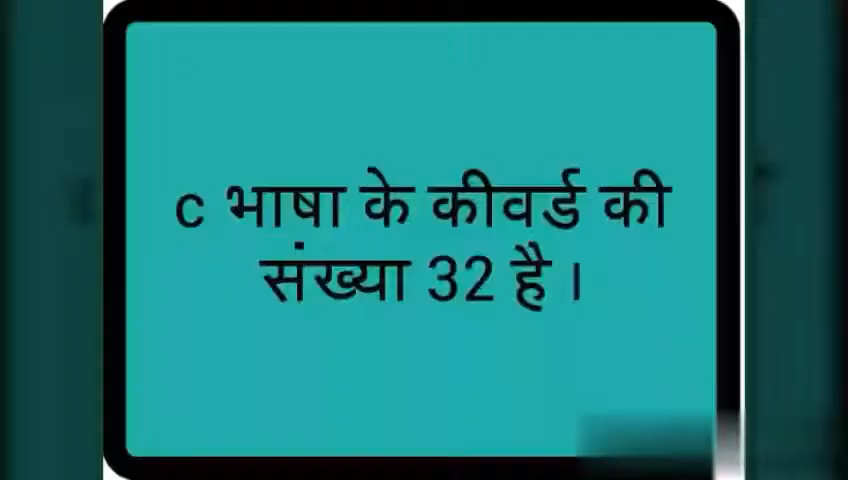 c भाषा के कीवर्ड की
संख्या 32 है ।